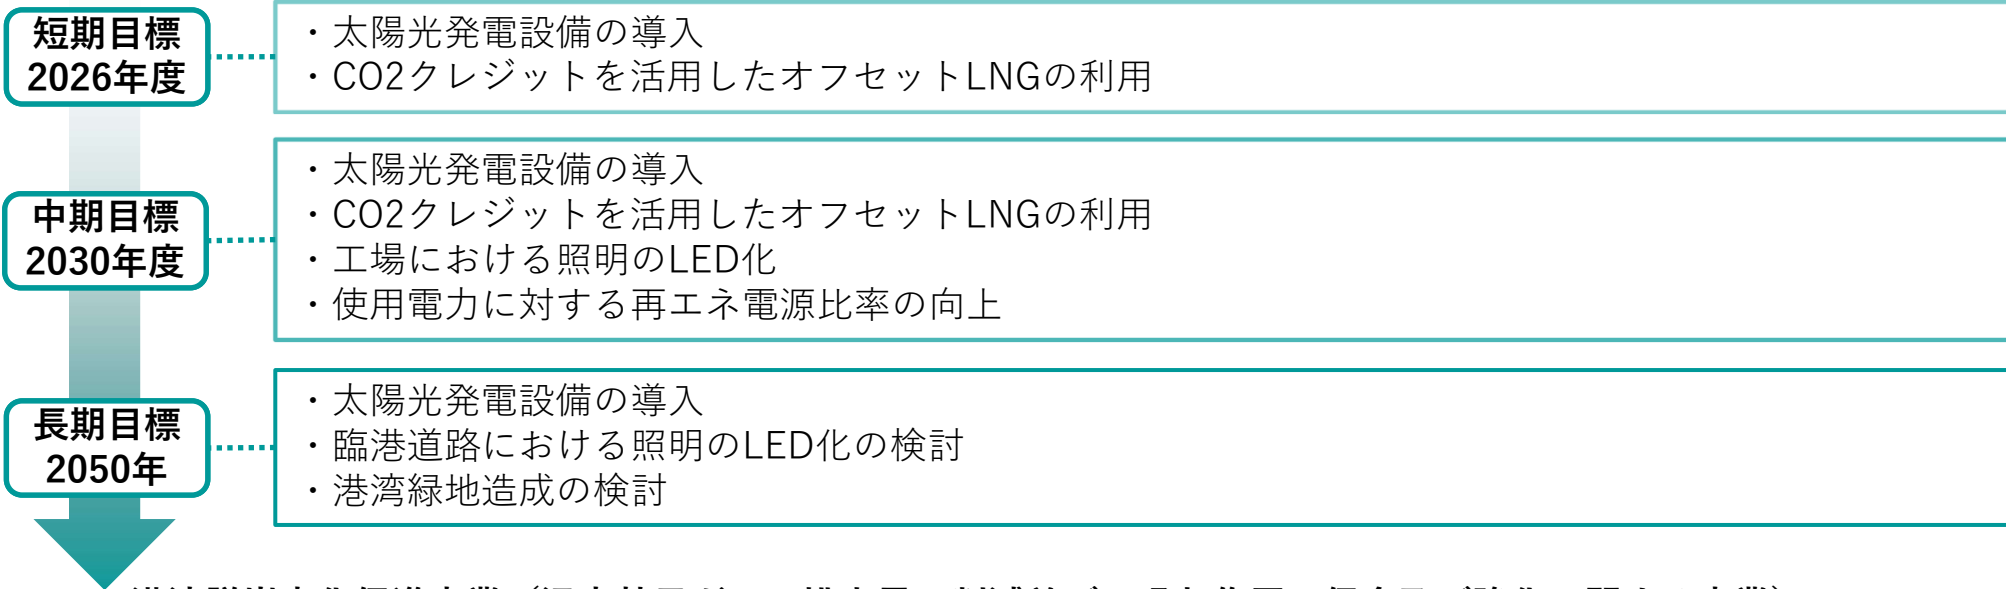 短期目標
2026年度
・太陽光発電設備の導入
・CO2クレジットを活用したオフセットLNGの利用
中期目標
2030年度
・太陽光発電設備の導入
・CO2クレジットを活用したオフセットLNGの利用
・工場における照明のLED化
・使用電力に対する再エネ電源比率の向上
長期目標
2050年
・太陽光発電設備の導入
・臨港道路における照明のLED化の検討
・港湾緑地造成の検討